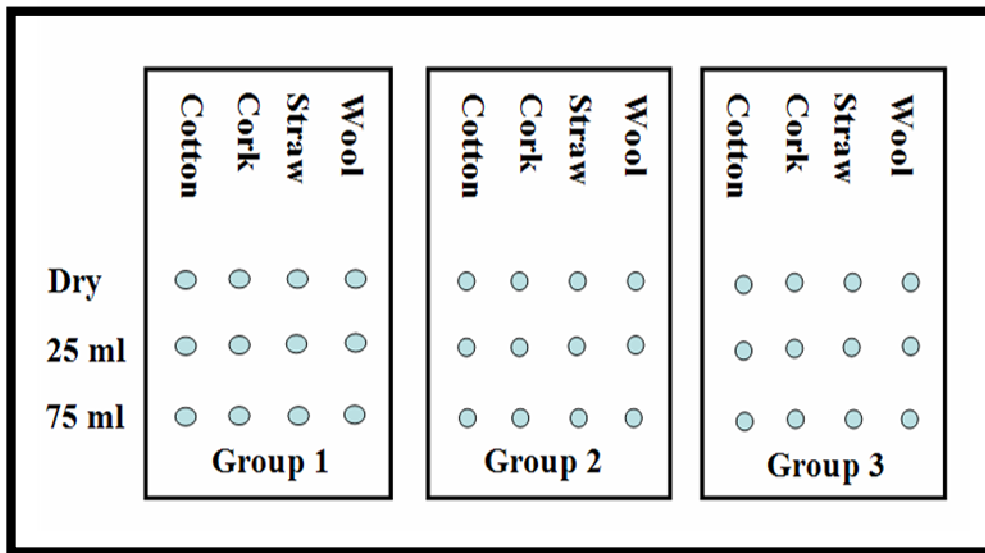 Cotton
Cork
Straw
Wool
Cotton
Cork
Straw
Wool
Cotton
Cork
Straw
Wool
Dry
25 ml
75 ml
Group 1
Group 2
Group 3